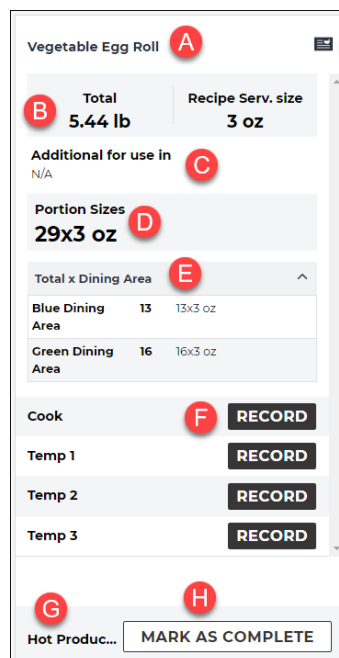 Vegetable Egg Roll A
B Total Recipe Serv. size
5.44 lb 3 oz
Additional for use in C
N/A
Portion Sizes D
29x3 oz
Total x Dining Area E
Blue Dining 13 13x3 oz
Area
Green Dining 16 16x3 oz
Area
Cook F RECORD
Temp 1 RECORD
Temp 2 RECORD
Temp 3 RECORD
G H
Hot Produc... MARK AS COMPLETE